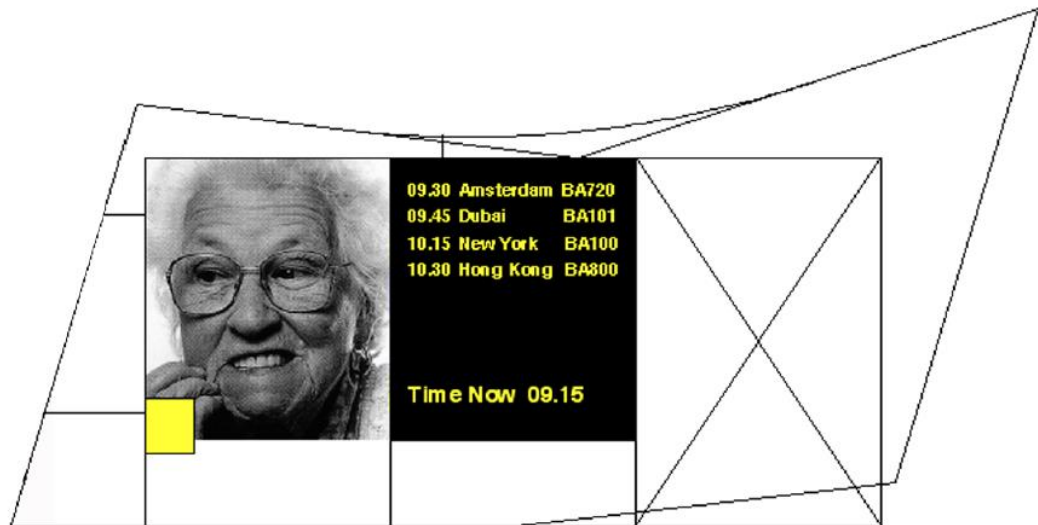 09.30 Amsterdam BA720
09.45 Dubai BA101
10.15 New York BA100
10.30 Hong Kong BA800
Time Now 09.15